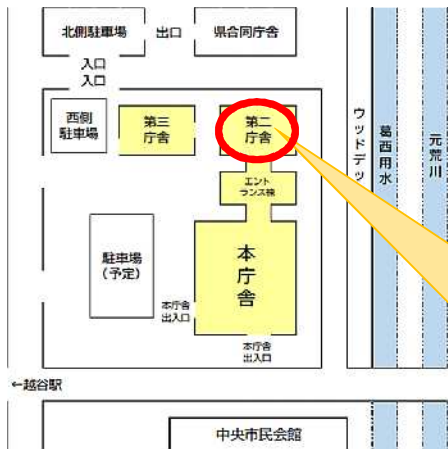 北側駐車場
出口
県合同庁舎
入口
入口
西側
駐車場
第三
庁舎
第二
庁舎
エント
ランス棟
ウッドデッ
葛西用水
元荒川
駐車場
(予定)
本庁舎
本庁舎
出入口
本庁舎
出入口
←越谷駅
中央市民会館